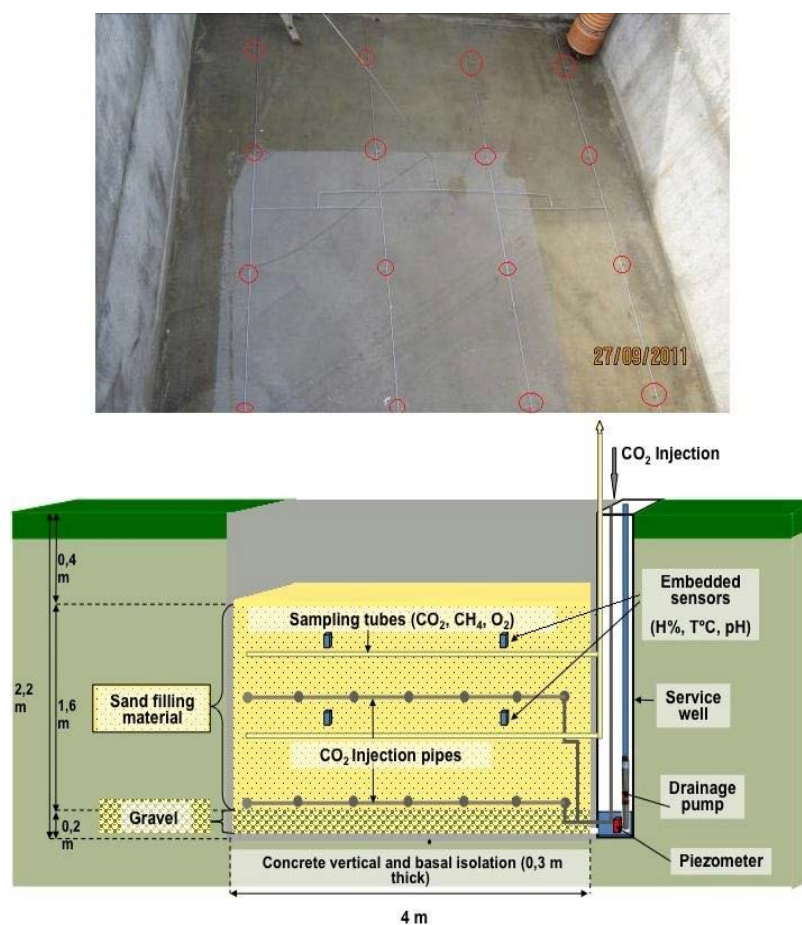 27/09/2011
CO₂ Injection
0,4
m
Embedded
sensors
(H%, T°C, pH)
Sampling tubes (CO₂, CH₄, O₂)
2,2
m
1,6
m
Sand filling
material
Service
well
CO₂ Injection pipes
Drainage
pump
Gravel
0,2
m
Piezometer
Concrete vertical and basal isolation (0,3 m
thick)
4 m